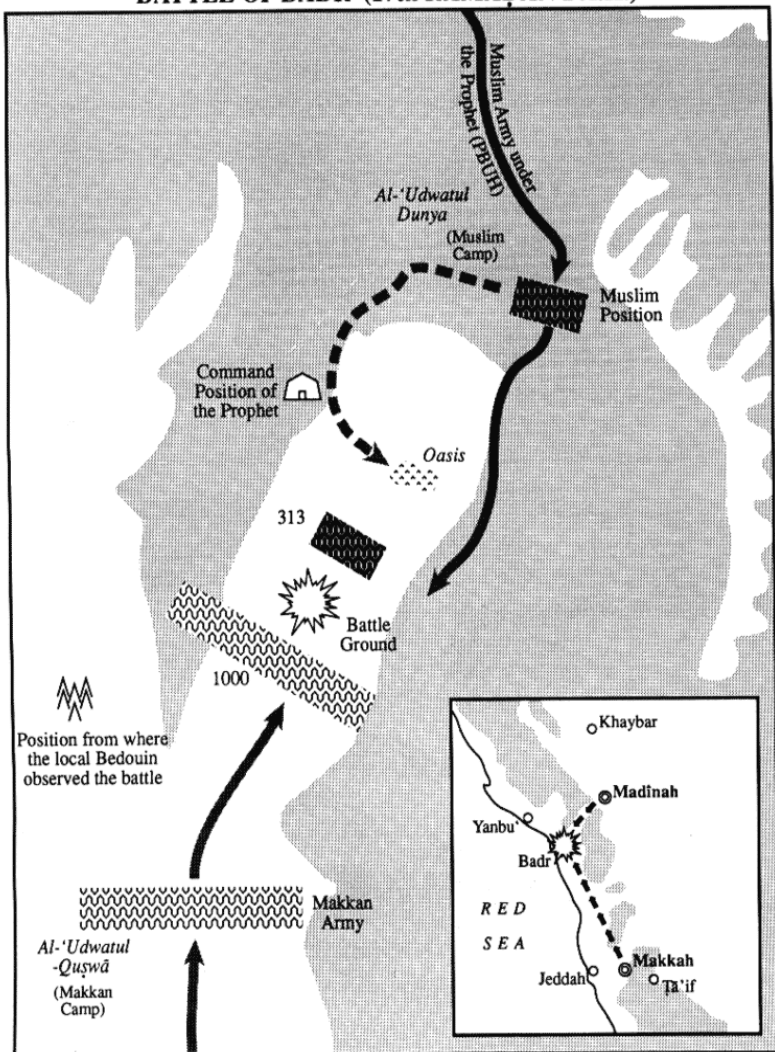 Muslim Army under
the Prophet (PBUH)
Al-‘Udwatul
Dunya
(Muslim
Camp)
Muslim
Position
Command
Position of
the Prophet
Oasis
313
Battle
Ground
1000
Position from where
the local Bedouin
observed the battle
Makkan
Army
Al-‘Udwatul
-Quṣwā
(Makkan
Camp)
Khaybar
Madînah
Yanbu‘
Badr
RED
SEA
Makkah
Jeddah
Ṭā’if